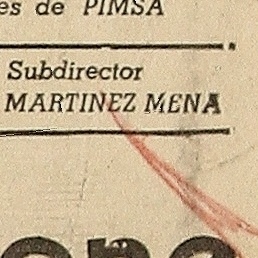 es de PIMSA
Subdirector
MARTINEZ MENA